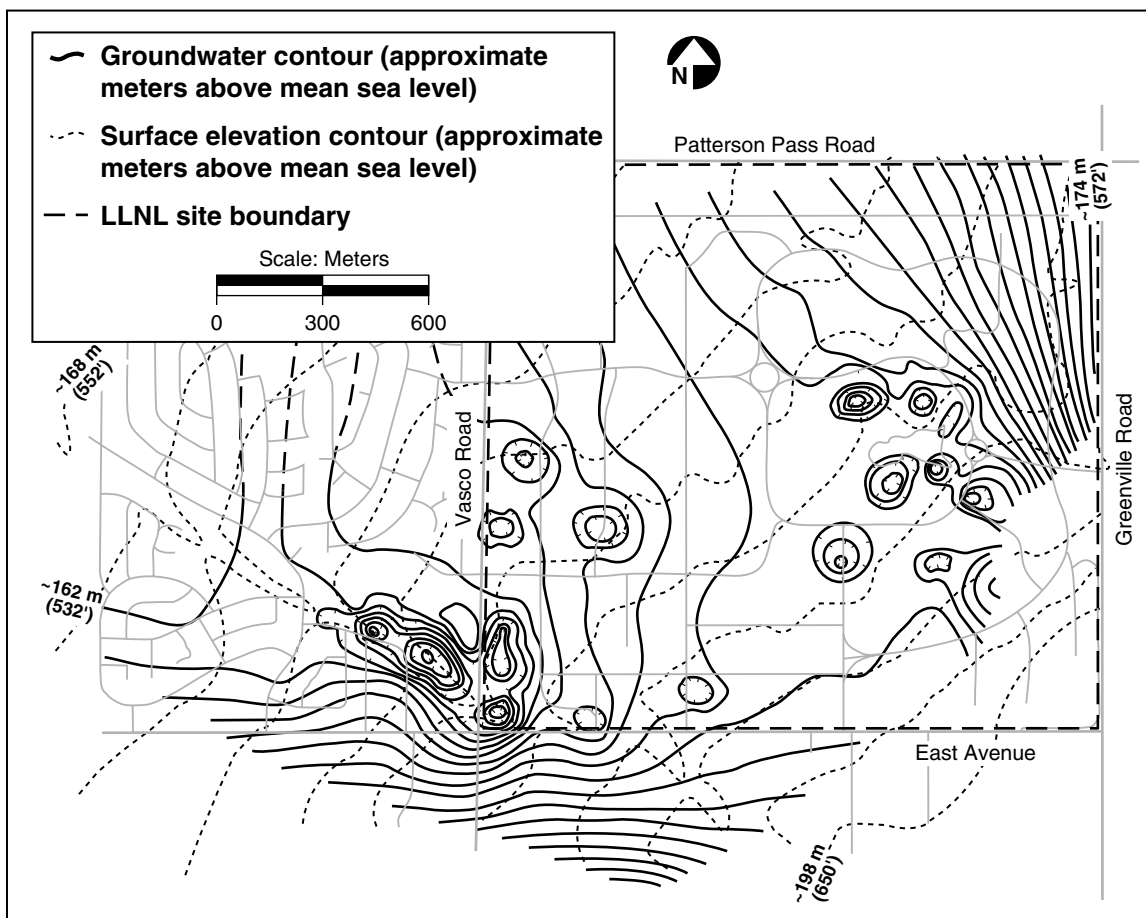 Groundwater contour (approximate
meters above mean sea level)
Surface elevation contour (approximate
meters above mean sea level)
LLNL site boundary
Scale: Meters
0 300 600
N
Patterson Pass Road
~174 m
(572')
~168 m
(552')
Vasco Road
Greenville Road
~162 m
(532')
East Avenue
~198 m
(650')